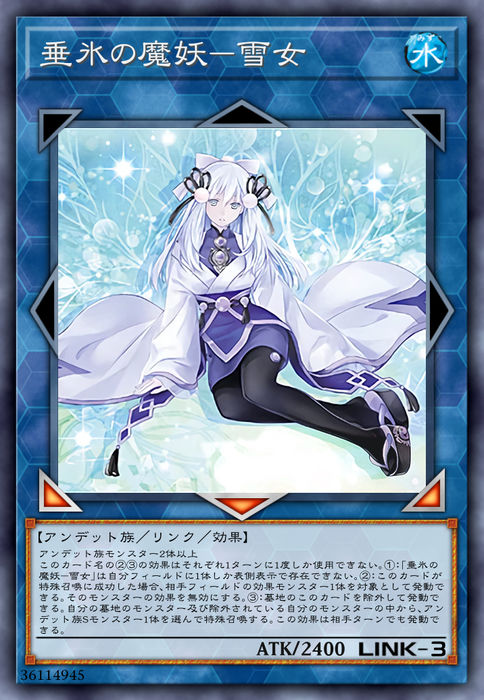 垂氷の魔妖－雪女
みず
水
【アンデット族／リンク／効果】
アンデット族モンスター2体以上
このカード名の②③の効果はそれぞれ1ターンに1度しか使用できない。①：「垂氷の
魔妖－雪女」は自分フィールドに1体しか表側表示で存在できない。②：このカードが
特殊召喚に成功した場合、相手フィールドの効果モンスター1体を対象として発動で
きる。そのモンスターの効果を無効にする。③：墓地のこのカードを除外して発動で
きる。自分の墓地のモンスター及び除外されている自分のモンスターの中から、アンデ
ット族Sモンスター1体を選んで特殊召喚する。この効果は相手ターンでも発動でき
る。
ATK/2400 LINK-3
36114945